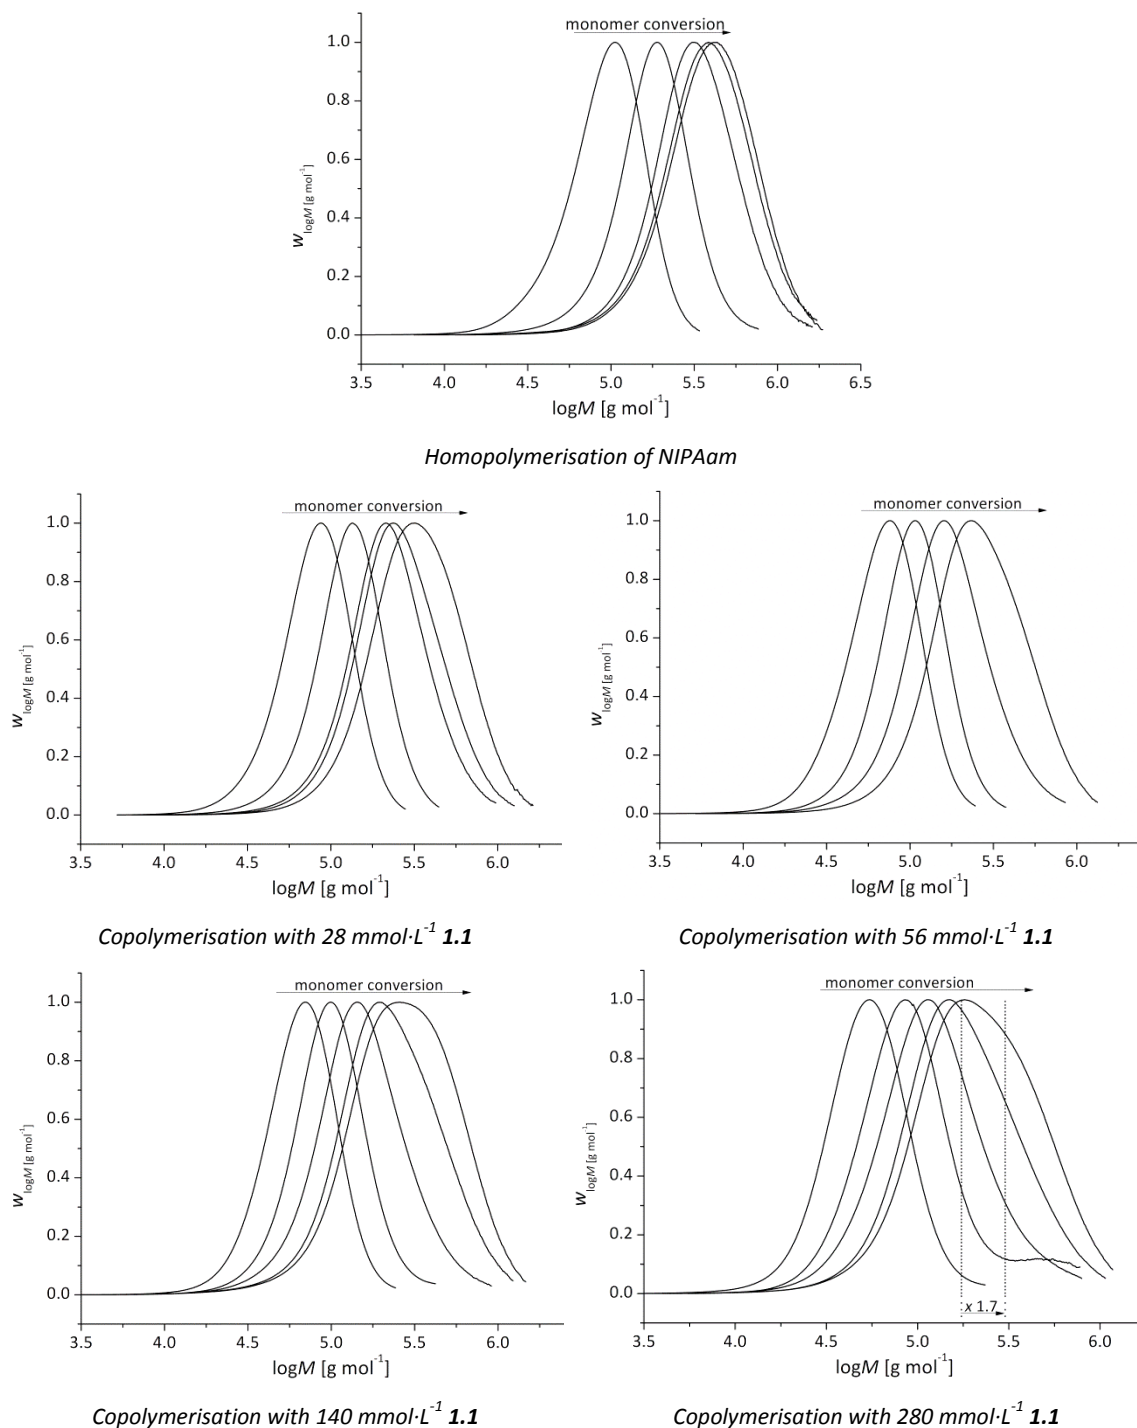 monomer conversion
1.0
0.8
0.6
0.4
0.2
0.0
w logM [g mol⁻¹]
3.5 4.0 4.5 5.0 5.5 6.0 6.5
logM [g mol⁻¹]
Homopolymerisation of NIPAam
monomer conversion
1.0
0.8
0.6
0.4
0.2
0.0
w logM [g mol⁻¹]
3.5 4.0 4.5 5.0 5.5 6.0
logM [g mol⁻¹]
Copolymerisation with 28 mmol·L⁻¹ 1.1
monomer conversion
1.0
0.8
0.6
0.4
0.2
0.0
w logM [g mol⁻¹]
3.5 4.0 4.5 5.0 5.5 6.0
logM [g mol⁻¹]
Copolymerisation with 56 mmol·L⁻¹ 1.1
monomer conversion
1.0
0.8
0.6
0.4
0.2
0.0
w logM [g mol⁻¹]
3.5 4.0 4.5 5.0 5.5 6.0
logM [g mol⁻¹]
Copolymerisation with 140 mmol·L⁻¹ 1.1
monomer conversion
1.0
0.8
0.6
0.4
0.2
0.0
w logM [g mol⁻¹]
x 1.7
3.5 4.0 4.5 5.0 5.5 6.0
logM [g mol⁻¹]
Copolymerisation with 280 mmol·L⁻¹ 1.1